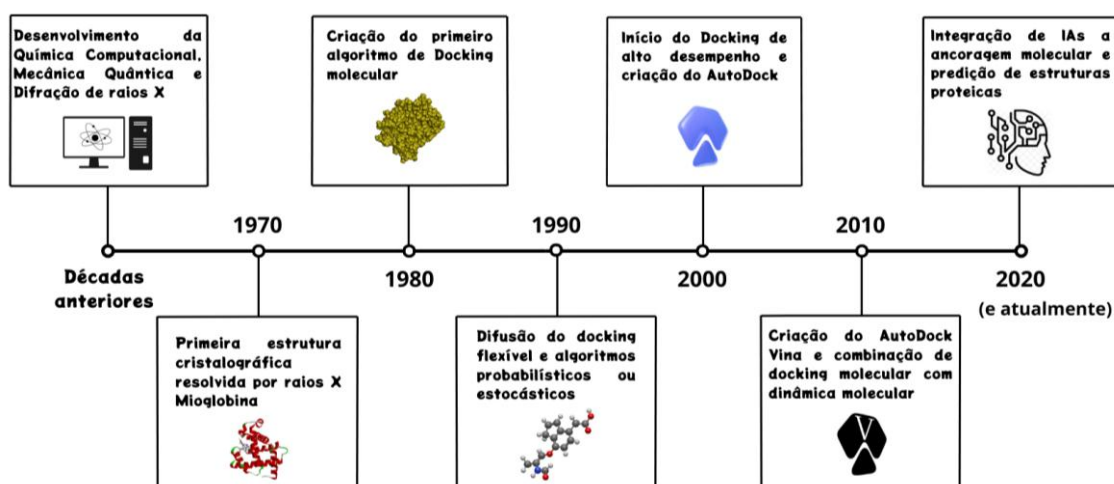 Desenvolvimento da
Química Computacional,
Mecânica Quântica e
Difração de raios X
Criação do primeiro
algoritmo de Docking
molecular
Início do Docking de
alto desempenho e
criação do AutoDock
Integração de IAs a
ancoragem molecular e
predição de estruturas
proteicas
1970
1990
2010
Décadas
anteriores
1980
2000
2020
(e atualmente)
Primeira estrutura
cristalográfica
resolvida por raios X
Mioglobina
Difusão do docking
flexível e algoritmos
probabilísticos ou
estocásticos
Criação do AutoDock
Vina e combinação de
docking molecular com
dinâmica molecular
V